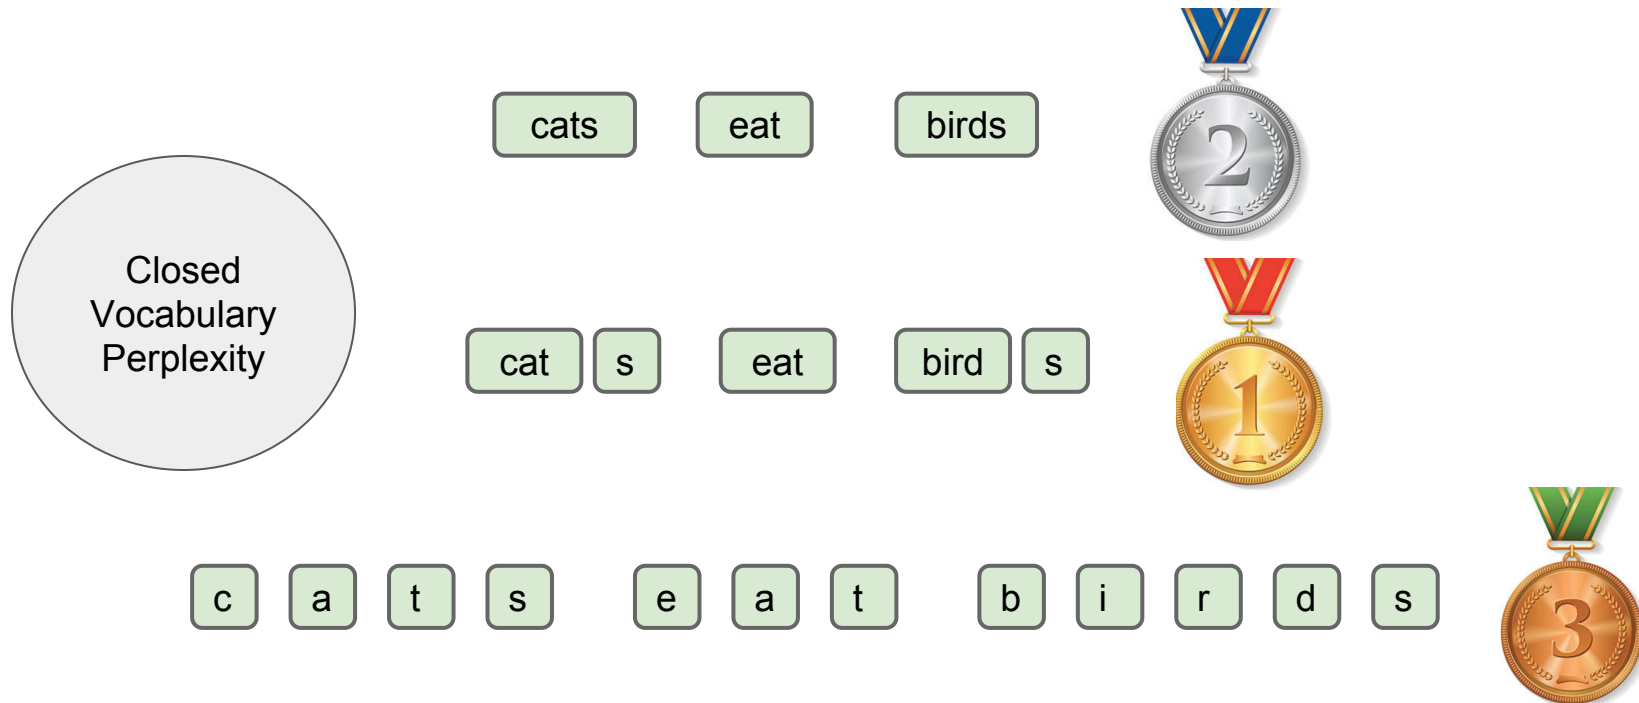 cats eat birds
2
Closed
Vocabulary
Perplexity
cat s eat bird s
1
c a t s e a t b i r d s
3